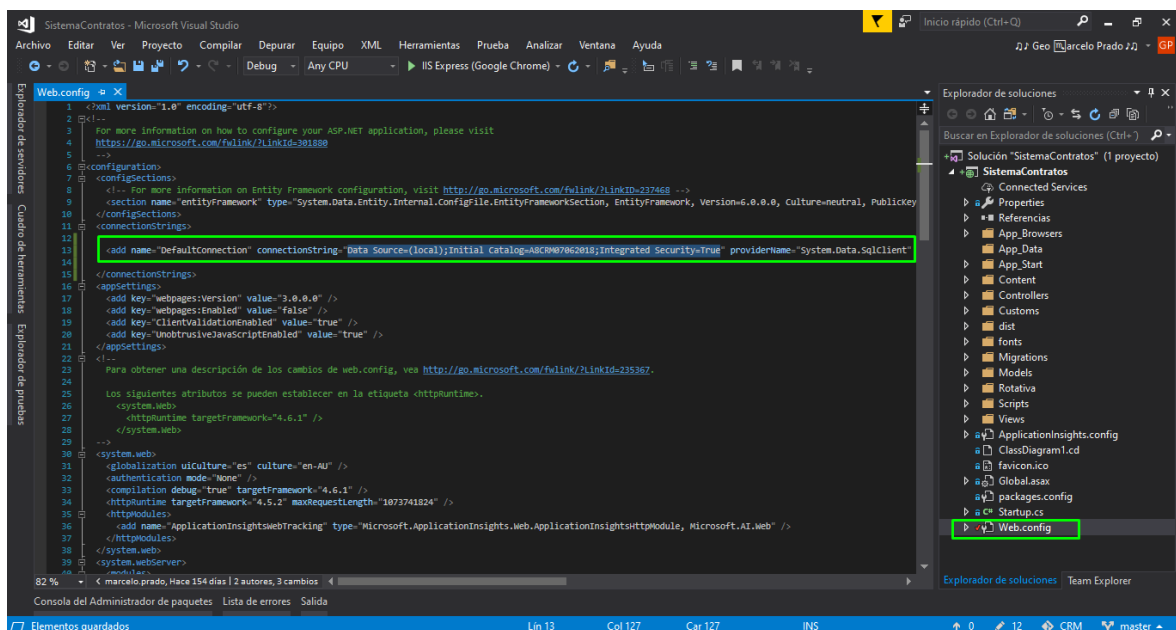 SistemaContratos - Microsoft Visual Studio
Inicio rápido (Ctrl+Q)
Archivo Editar Ver Proyecto Compilar Depurar Equipo XML Herramientas Prueba Analizar Ventana Ayuda
Geo Marcelo Prado GP
Debug Any CPU IIS Express (Google Chrome)
Explorador de servidores
Cuadro de herramientas
Explorador de pruebas
Web.config
1 <?xml version="1.0" encoding="utf-8"?>
2 <!--
3 For more information on how to configure your ASP.NET application, please visit
4 https://go.microsoft.com/fwlink/?LinkId=301880
5 -->
6 <configuration>
7 <configSections>
8 <!-- For more information on Entity Framework configuration, visit http://go.microsoft.com/fwlink/?LinkID=237468 -->
9 <section name="entityFramework" type="System.Data.Entity.Internal.ConfigFile.EntityFrameworkSection, EntityFramework, Version=6.0.0.0, Culture=neutral, PublicKey
10 </configSections>
11 <connectionStrings>
12
13 <add name="DefaultConnection" connectionString="Data Source=(local);Initial Catalog=A8CRM07062018;Integrated Security=True" providerName="System.Data.SqlClient"
14
15 </connectionStrings>
16 <appSettings>
17 <add key="webpages:Version" value="3.0.0.0" />
18 <add key="webpages:Enabled" value="false" />
19 <add key="ClientValidationEnabled" value="true" />
20 <add key="UnobtrusiveJavaScriptEnabled" value="true" />
21 </appSettings>
22 <!--
23 Para obtener una descripción de los cambios de web.config, vea http://go.microsoft.com/fwlink/?LinkId=235367.
24
25 Los siguientes atributos se pueden establecer en la etiqueta <httpRuntime>.
26 <system.Web>
27 <httpRuntime targetFramework="4.6.1" />
28 </system.Web>
29 -->
30 <system.web>
31 <globalization uiCulture="es" culture="en-AU" />
32 <authentication mode="None" />
33 <compilation debug="true" targetFramework="4.6.1" />
34 <httpRuntime targetFramework="4.5.2" maxRequestLength="1073741824" />
35 <httpModules>
36 <add name="ApplicationInsightsWebTracking" type="Microsoft.ApplicationInsights.Web.ApplicationInsightsHttpModule, Microsoft.AI.Web" />
37 </httpModules>
38 </system.web>
39 <system.webServer>
40 <modules>
82 % marcelo.prado, Hace 154 días | 2 autores, 3 cambios
Explorador de soluciones
Buscar en Explorador de soluciones (Ctrl+´)
Solución "SistemaContratos" (1 proyecto)
SistemaContratos
Connected Services
Properties
Referencias
App_Browsers
App_Data
App_Start
Content
Controllers
Customs
dist
fonts
Migrations
Models
Rotativa
Scripts
Views
ApplicationInsights.config
ClassDiagram1.cd
favicon.ico
Global.asax
packages.config
C# Startup.cs
Web.config
Explorador de soluciones Team Explorer
Consola del Administrador de paquetes Lista de errores Salida
Elementos guardados Lín 13 Col 127 Car 127 INS 0 12 CRM master